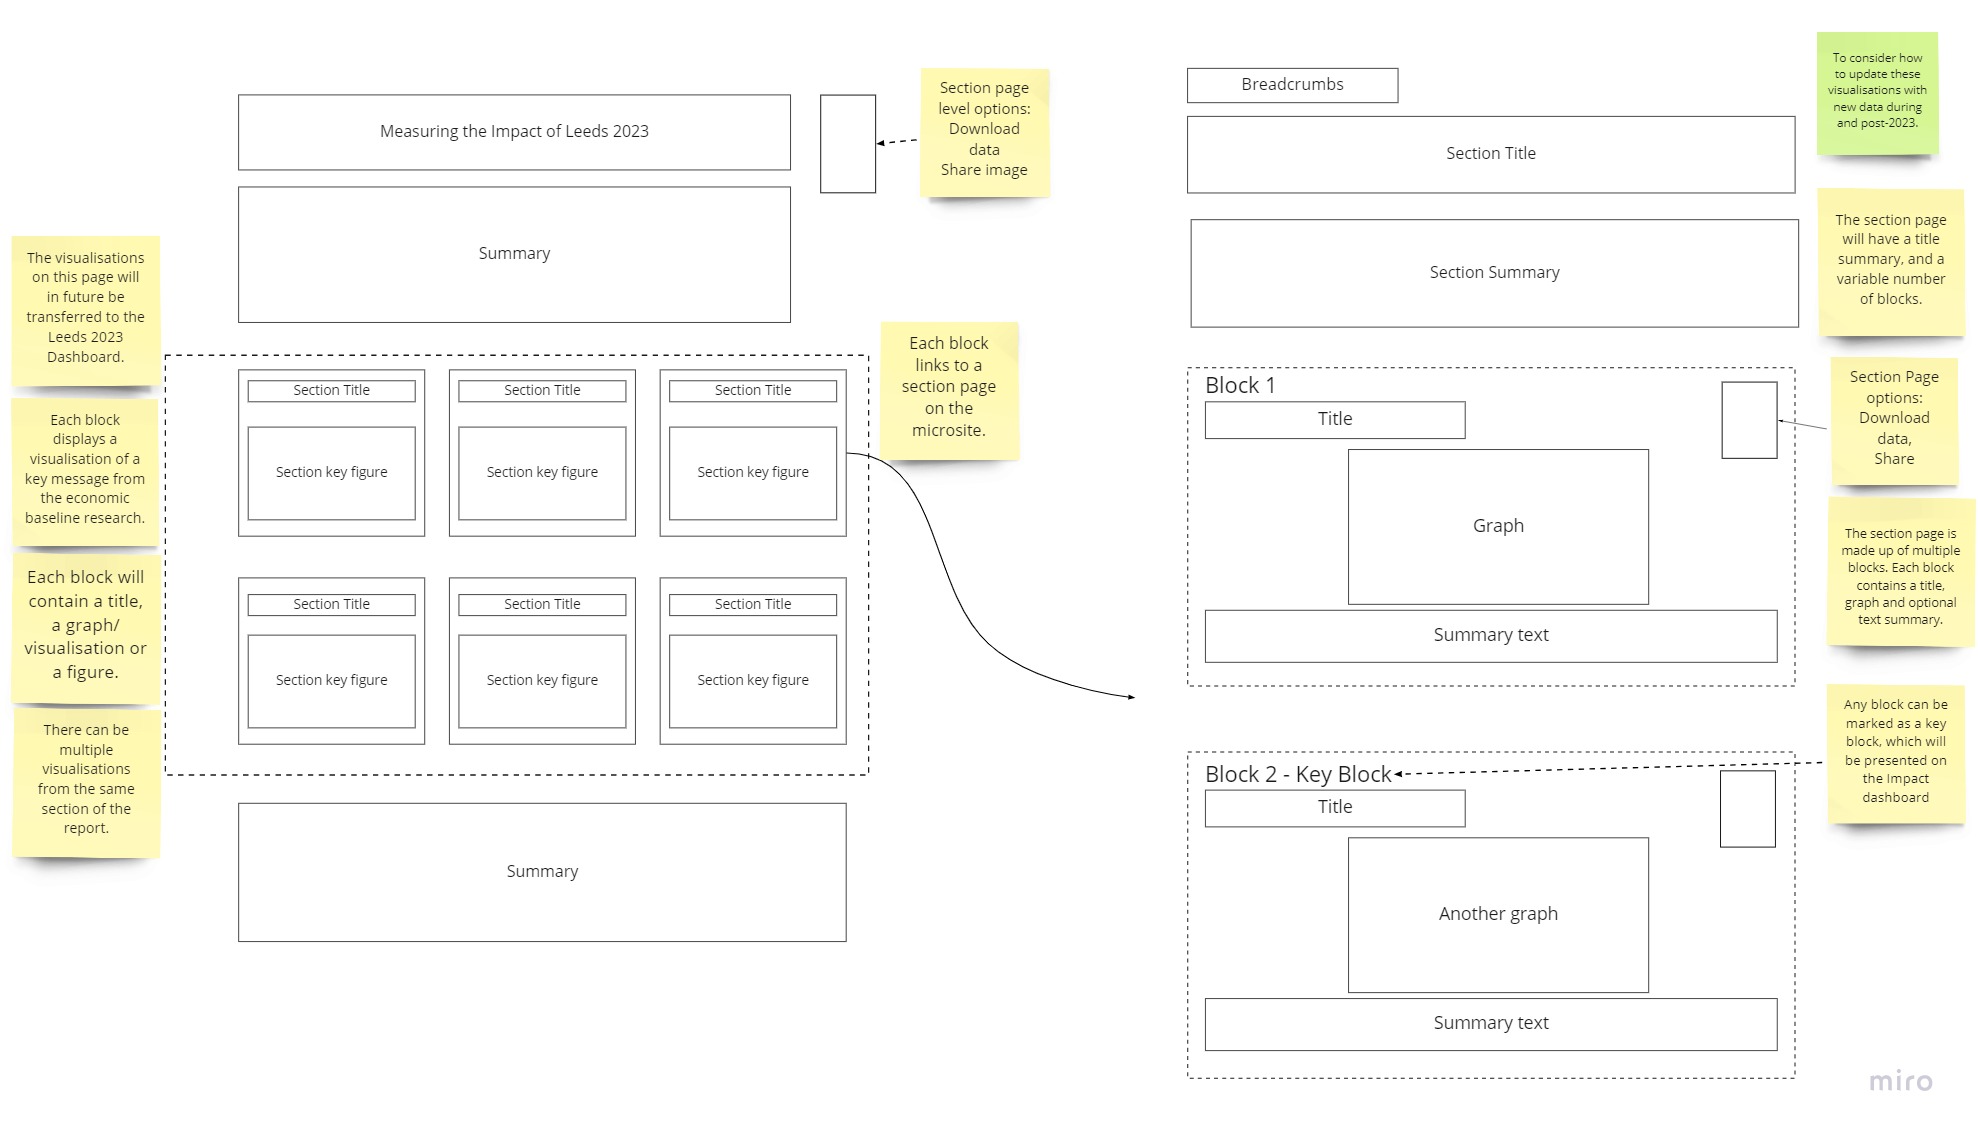 Measuring the Impact of Leeds 2023
Section page
level options:
Download
data
Share image
Summary
The visualisations
on this page will
in future be
transferred to the
Leeds 2023
Dashboard.
Each block
displays a
visualisation of a
key message from
the economic
baseline research.
Each block will
contain a title,
a graph/
visualisation or
a figure.
There can be
multiple
visualisations
from the same
section of the
report.
Section Title
Section Title
Section Title
Section key figure
Section key figure
Section key figure
Section Title
Section Title
Section Title
Section key figure
Section key figure
Section key figure
Each block
links to a
section page
on the
microsite.
Summary
Breadcrumbs
Section Title
Section Summary
Block 1
Title
Graph
Summary text
Block 2 - Key Block
Title
Another graph
Summary text
To consider how
to update these
visualisations with
new data during
and post-2023.
The section page
will have a title
summary, and a
variable number
of blocks.
Section Page
options:
Download
data,
Share
The section page is
made up of multiple
blocks. Each block
contains a title,
graph and optional
text summary.
Any block can be
marked as a key
block, which will
be presented on
the Impact
dashboard
miro